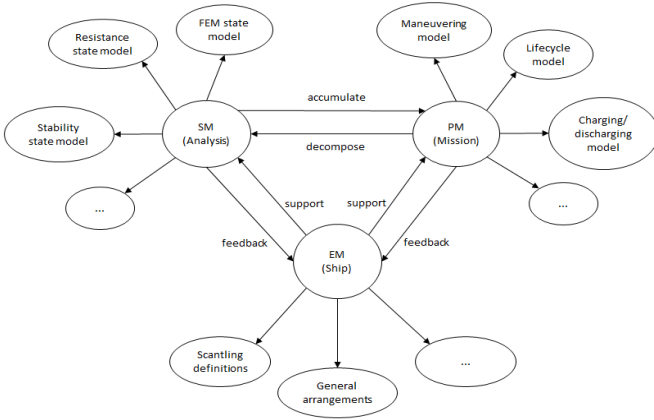 FEM state
model
Maneuvering
model
Resistance
state model
Lifecycle
model
accumulate
SM
(Analysis)
PM
(Mission)
Charging/
discharging
model
Stability
state model
decompose
...
...
support
support
feedback
feedback
EM
(Ship)
Scantling
definitions
...
General
arrangements